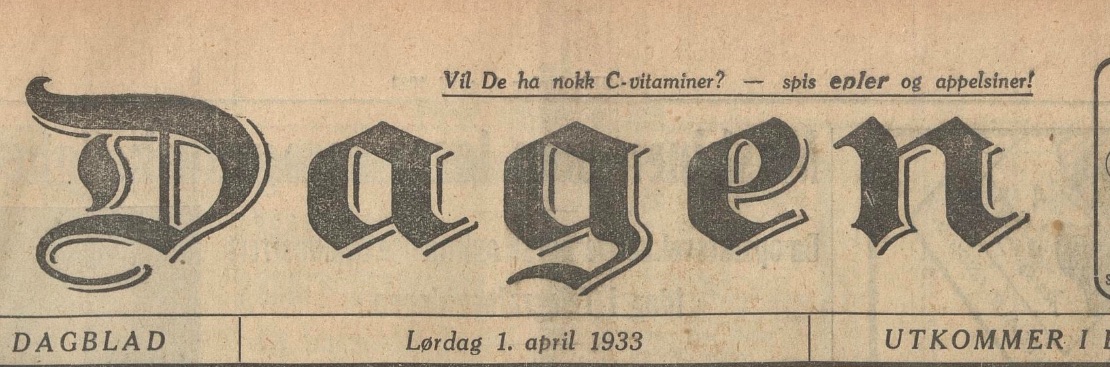 Vil De ha nokk C-vitaminer? — spis epler og appelsiner!
Dagen
DAGBLAD
Lørdag 1. april 1933
UTKOMMER I